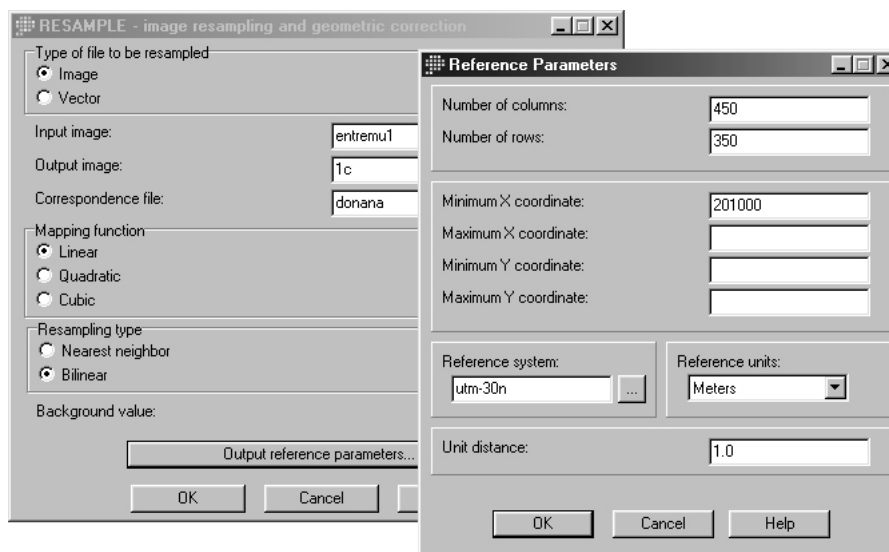 RESAMPLE - image resampling and geometric correction
Type of file to be resampled
Image
Vector
Input image:
entremu1
Output image:
1c
Correspondence file:
donana
Mapping function
Linear
Quadratic
Cubic
Resampling type
Nearest neighbor
Bilinear
Background value:
Output reference parameters...
OK
Cancel
Reference Parameters
Number of columns:
450
Number of rows:
350
Minimum X coordinate:
201000
Maximum X coordinate:
Minimum Y coordinate:
Maximum Y coordinate:
Reference system:
utm-30n
...
Reference units:
Meters
Unit distance:
1.0
OK
Cancel
Help